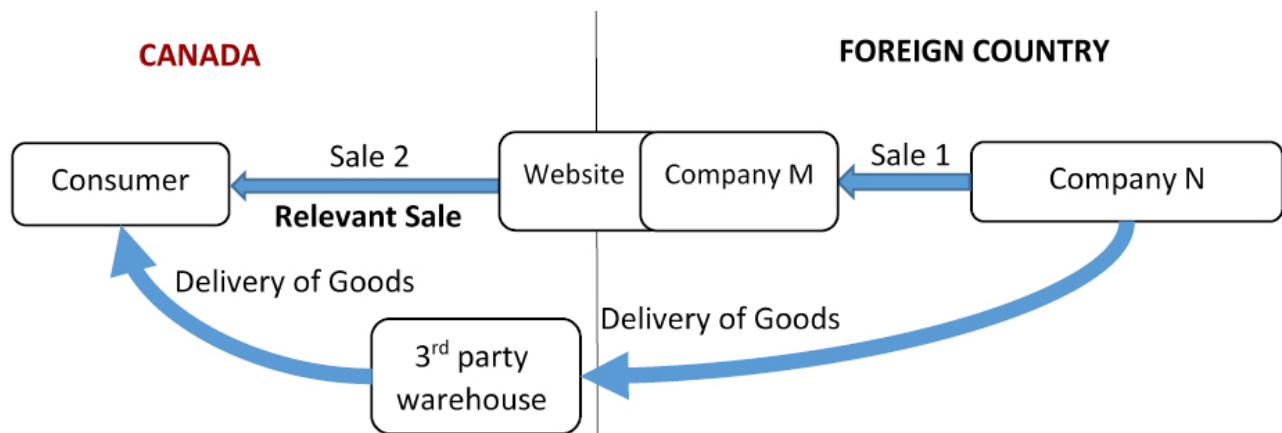 CANADA
FOREIGN COUNTRY
Consumer
Sale 2
Relevant Sale
Website
Company M
Sale 1
Company N
Delivery of Goods
Delivery of Goods
3rd party
warehouse